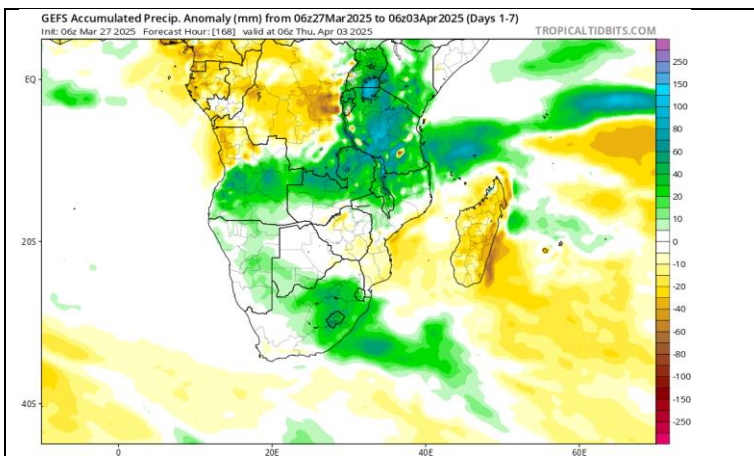 GEFS Accumulated Precip. Anomaly (mm) from 06z27Mar2025 to 06z03Apr2025 (Days 1-7)
Init: 06z Mar 27 2025 Forecast Hour: [168] valid at 06z Thu, Apr 03 2025 TROPICALTIDBITS.COM
EQ
20S
40S
0
20E
40E
60E
250
150
100
80
60
40
20
10
0
-10
-20
-40
-60
-80
-100
-150
-250